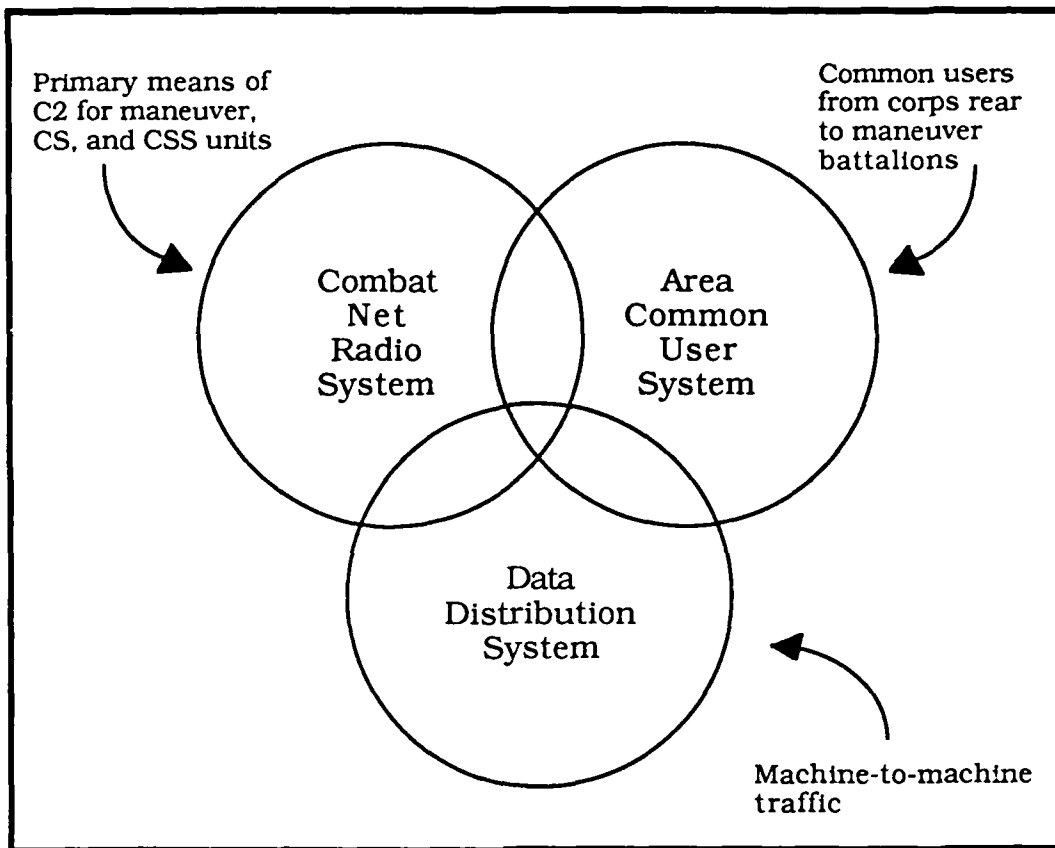 Primary means of
C2 for maneuver,
CS, and CSS units
Common users
from corps rear
to maneuver
battalions
Combat
Net
Radio
System
Area
Common
User
System
Data
Distribution
System
Machine-to-machine
traffic